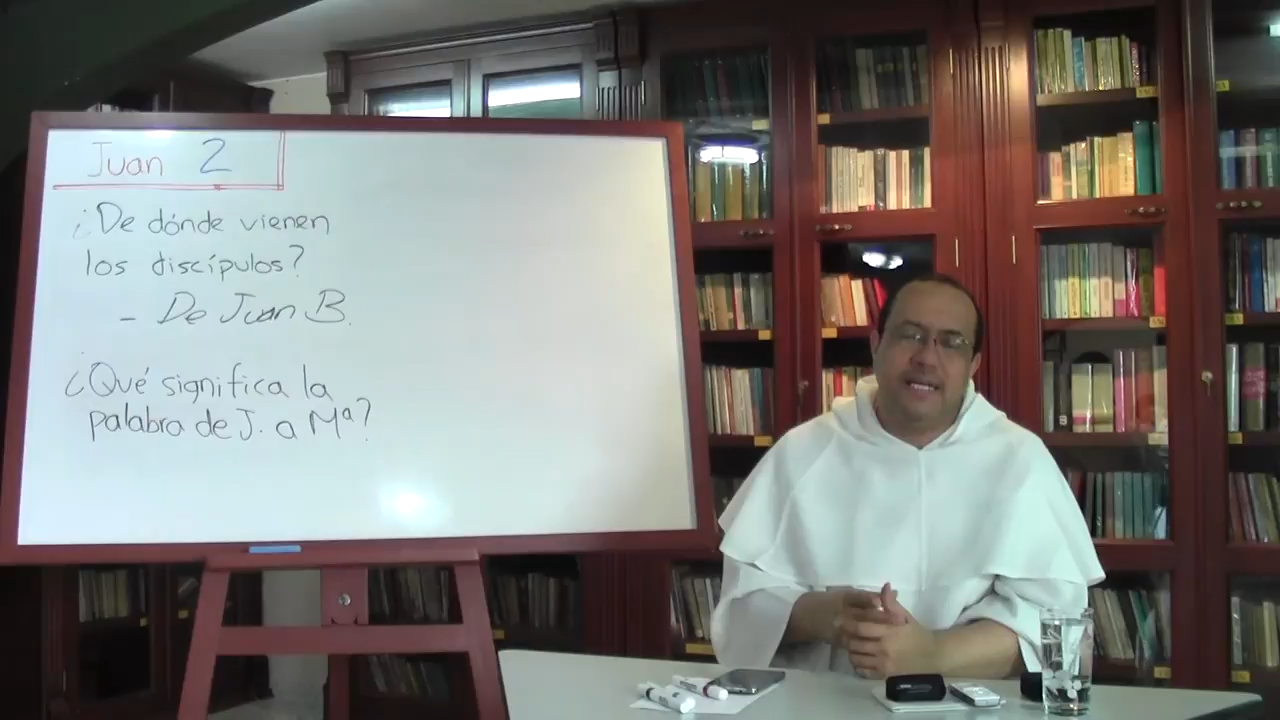 Juan 2
¿De dónde vienen
los discípulos?
- De Juan B.
¿Qué significa la
palabra de J. a Mª?